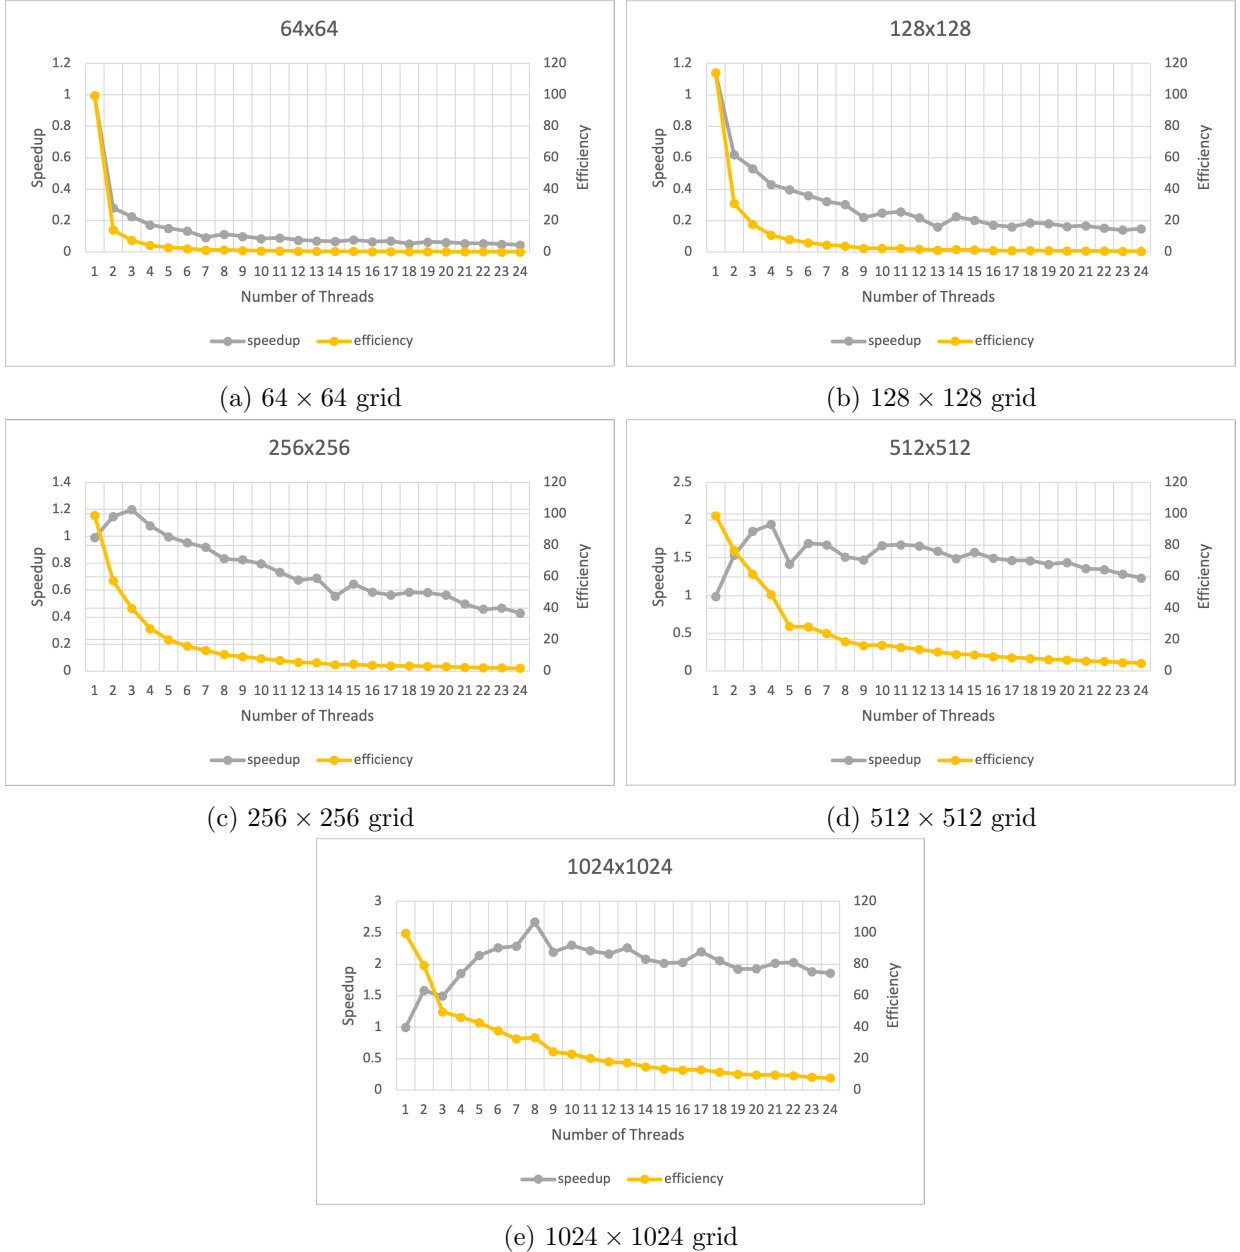 64x64
1.2 120
1 100
0.8 80
0.6 60
0.4 40
0.2 20
0 0
Speedup
Efficiency
1 2 3 4 5 6 7 8 9 10 11 12 13 14 15 16 17 18 19 20 21 22 23 24
Number of Threads
speedup efficiency
(a) 64 × 64 grid
128x128
1.2 120
1 100
0.8 80
0.6 60
0.4 40
0.2 20
0 0
Speedup
Efficiency
1 2 3 4 5 6 7 8 9 10 11 12 13 14 15 16 17 18 19 20 21 22 23 24
Number of Threads
speedup efficiency
(b) 128 × 128 grid
256x256
1.4 120
1.2 100
1 80
0.8 60
0.6 40
0.4 20
0.2 0
0
Speedup
Efficiency
1 2 3 4 5 6 7 8 9 10 11 12 13 14 15 16 17 18 19 20 21 22 23 24
Number of Threads
speedup efficiency
(c) 256 × 256 grid
512x512
2.5 120
2 100
1.5 80
1 60
0.5 40
0 20
0
Speedup
Efficiency
1 2 3 4 5 6 7 8 9 10 11 12 13 14 15 16 17 18 19 20 21 22 23 24
Number of Threads
speedup efficiency
(d) 512 × 512 grid
1024x1024
3 120
2.5 100
2 80
1.5 60
1 40
0.5 20
0 0
Speedup
Efficiency
1 2 3 4 5 6 7 8 9 10 11 12 13 14 15 16 17 18 19 20 21 22 23 24
Number of Threads
speedup efficiency
(e) 1024 × 1024 grid